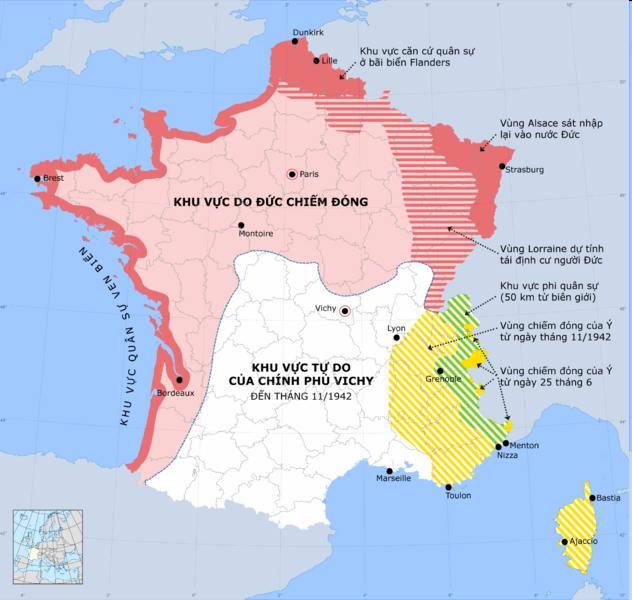 Dunkirk
Lille
Khu vực căn cứ quân sự
ở bãi biển Flanders
Vùng Alsace sát nhập
lại vào nước Đức
Strasburg
Brest
Paris
KHU VỰC DO ĐỨC CHIẾM ĐÓNG
Montoire
Vùng Lorraine dự tính
tái định cư người Đức
Khu vực phi quân sự
(50 km từ biên giới)
KHU VỰC QUÂN SỰ VEN BIỂN
Vichy
Lyon
Vùng chiếm đóng của Ý
từ ngày tháng 11/1942
KHU VỰC TỰ DO
CỦA CHÍNH PHỦ VICHY
ĐẾN THÁNG 11/1942
Grenoble
Vùng chiếm đóng của Ý
từ ngày 25 tháng 6
Bordeaux
Menton
Nizza
Marseille
Toulon
Bastia
Ajaccio